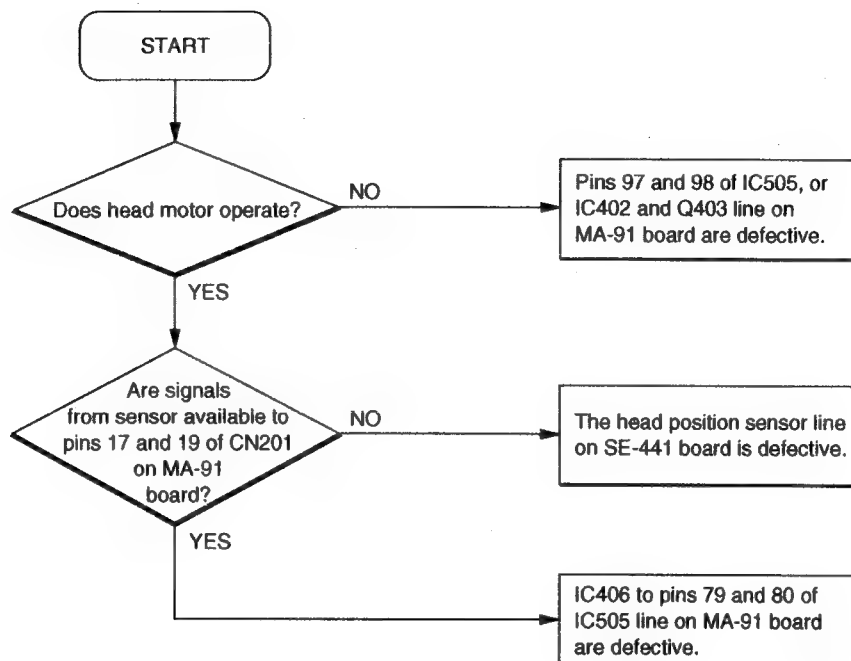 START
Does head motor operate?
NO
Pins 97 and 98 of IC505, or
IC402 and Q403 line on
MA-91 board are defective.
YES
Are signals
from sensor available to
pins 17 and 19 of CN201
on MA-91
board?
NO
The head position sensor line
on SE-441 board is defective.
YES
IC406 to pins 79 and 80 of
IC505 line on MA-91 board
are defective.